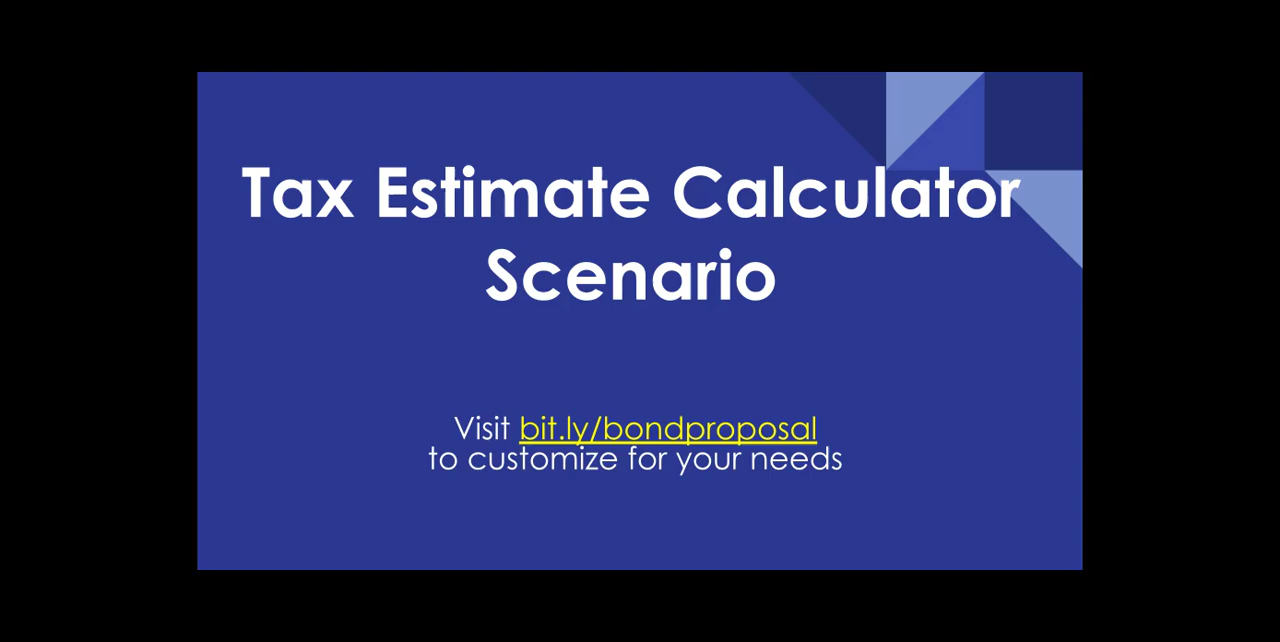 Tax Estimate Calculator
Scenario
Visit bit.ly/bondproposal
to customize for your needs